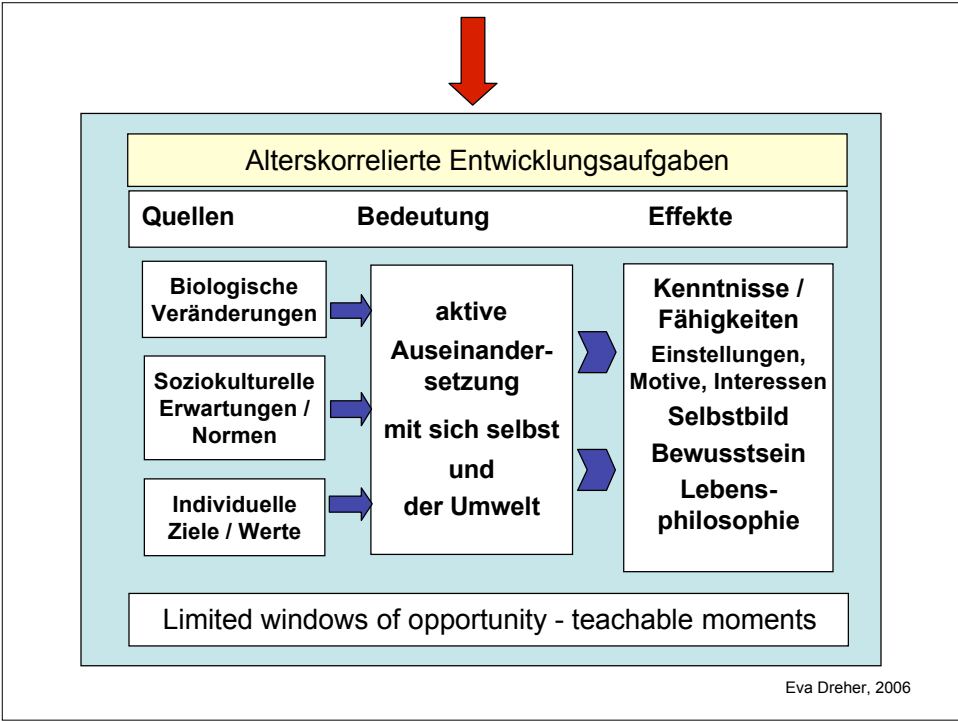 Alterskorrelierte Entwicklungsaufgaben
Quellen Bedeutung Effekte
Biologische
Veränderungen
Soziokulturelle
Erwartungen /
Normen
Individuelle
Ziele / Werte
aktive
Auseinander-
setzung
mit sich selbst
und
der Umwelt
Kenntnisse /
Fähigkeiten
Einstellungen,
Motive, Interessen
Selbstbild
Bewusstsein
Lebens-
philosophie
Limited windows of opportunity - teachable moments
Eva Dreher, 2006